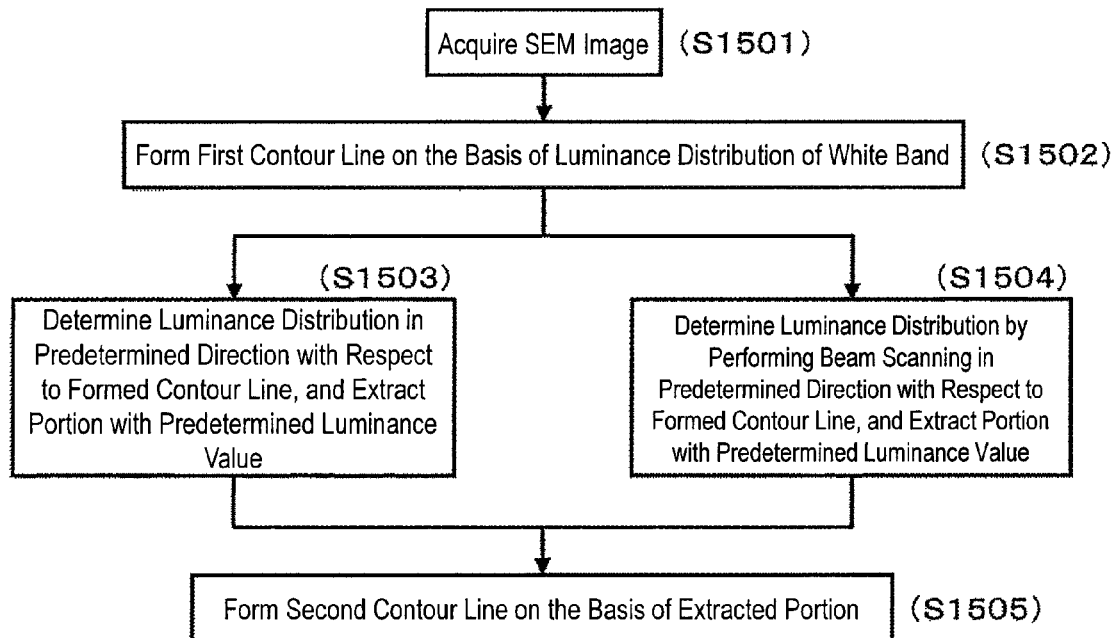 Acquire SEM Image (S1501)
Form First Contour Line on the Basis of Luminance Distribution of White Band (S1502)
(S1503)
Determine Luminance Distribution in
Predetermined Direction with Respect
to Formed Contour Line, and Extract
Portion with Predetermined Luminance
Value
(S1504)
Determine Luminance Distribution by
Performing Beam Scanning in
Predetermined Direction with Respect to
Formed Contour Line, and Extract Portion
with Predetermined Luminance Value
Form Second Contour Line on the Basis of Extracted Portion (S1505)